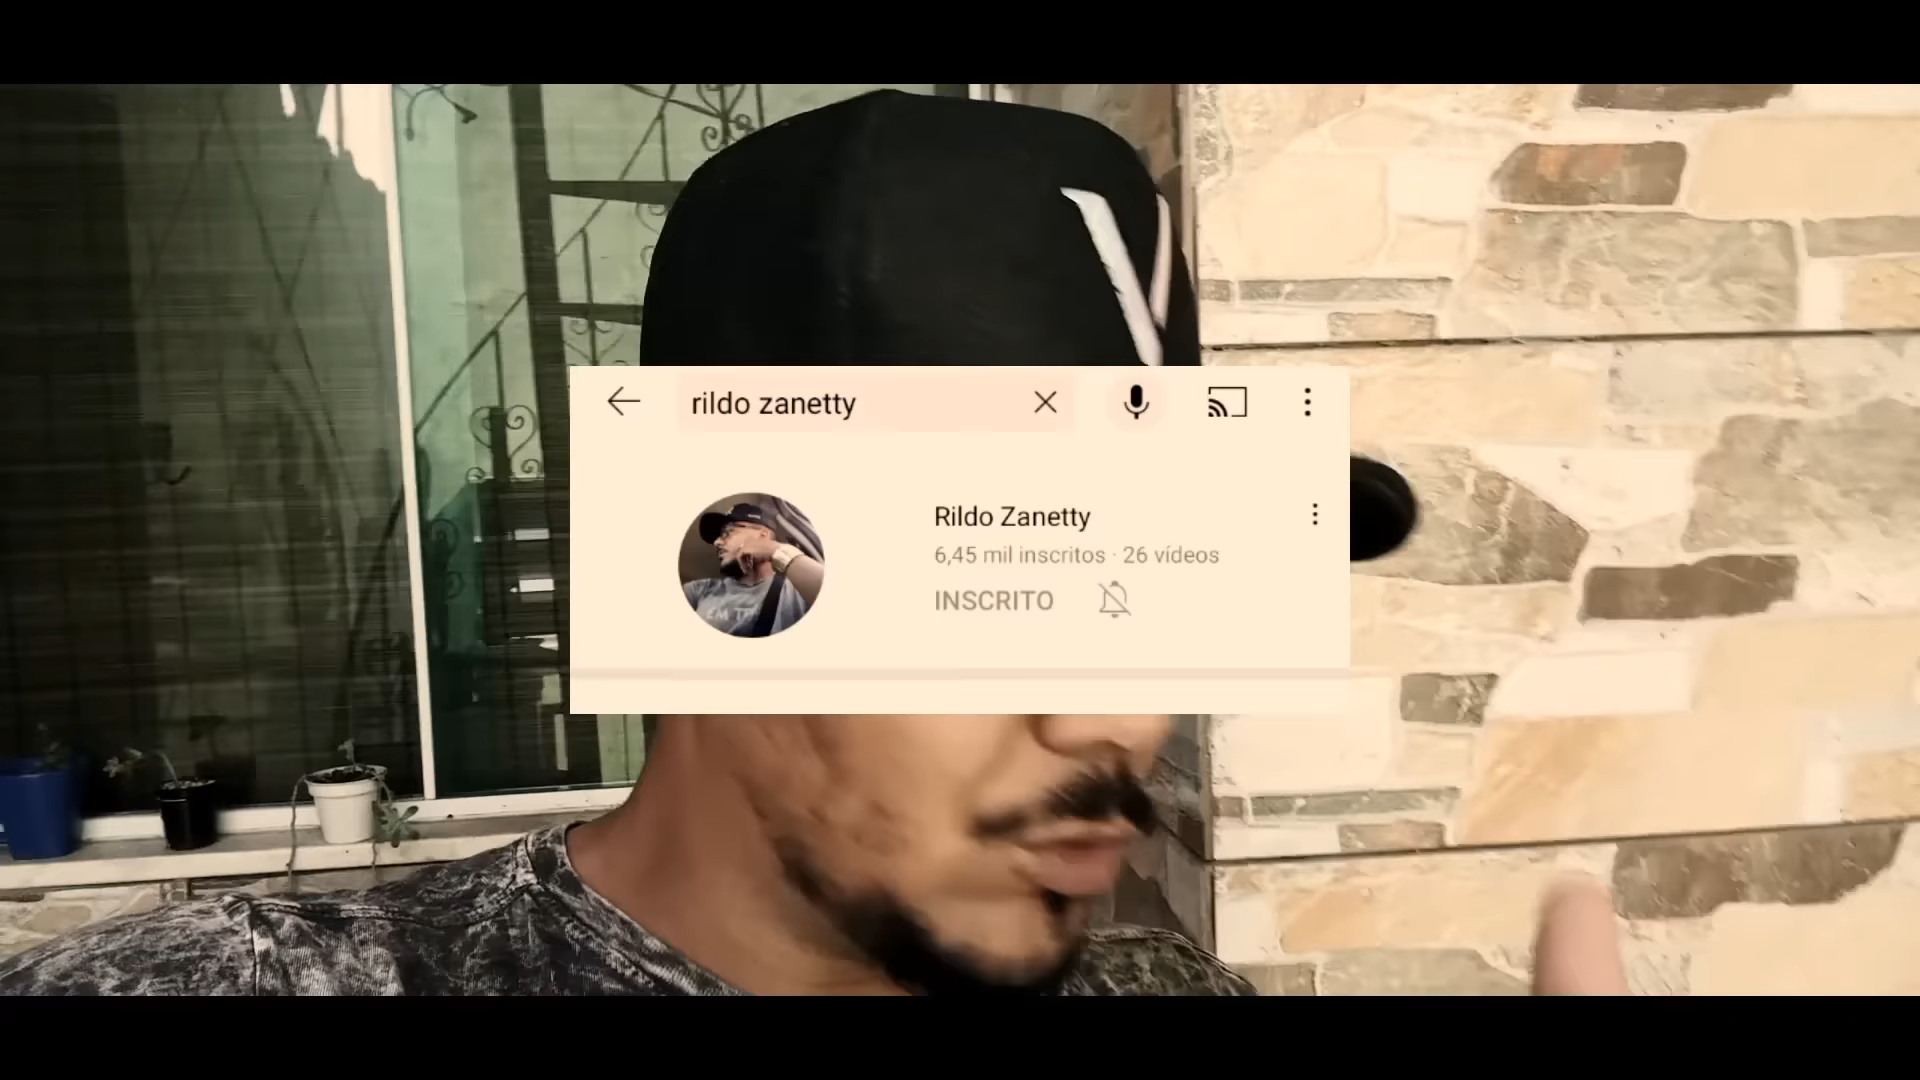 rildo zanetty
Rildo Zanetty
6,45 mil inscritos · 26 vídeos
INSCRITO